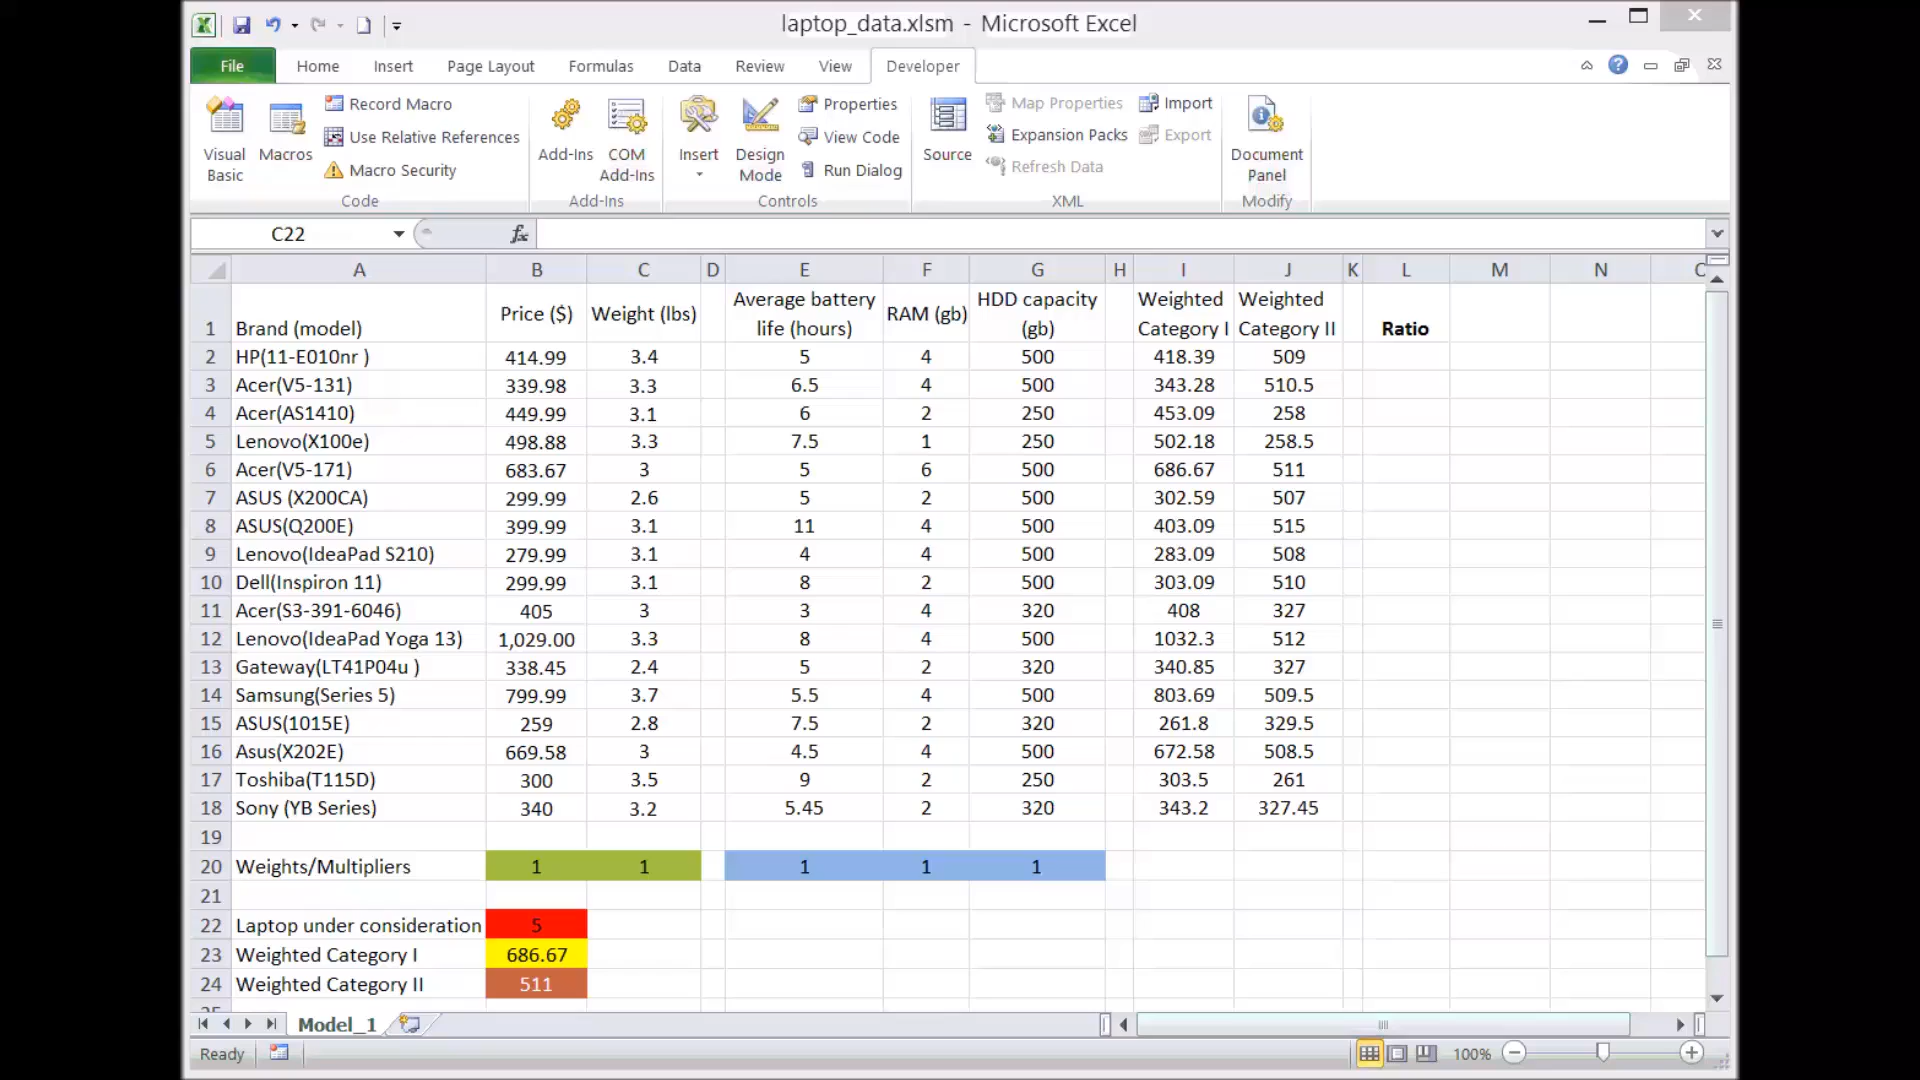 laptop_data.xlsm - Microsoft Excel
File Home Insert Page Layout Formulas Data Review View Developer
Visual Basic
Macros
Record Macro
Use Relative References
Macro Security
Code
Add-Ins
COM Add-Ins
Add-Ins
Insert
Design Mode
Properties
View Code
Run Dialog
Controls
Source
Map Properties
Expansion Packs
Refresh Data
Import
Export
XML
Document Panel
Modify
C22 fx
A B C D E F G H I J K L M N
1 Brand (model) Price ($) Weight (lbs) Average battery life (hours) RAM (gb) HDD capacity (gb) Weighted Category I Weighted Category II Ratio
2 HP(11-E010nr ) 414.99 3.4 5 4 500 418.39 509
3 Acer(V5-131) 339.98 3.3 6.5 4 500 343.28 510.5
4 Acer(AS1410) 449.99 3.1 6 2 250 453.09 258
5 Lenovo(X100e) 498.88 3.3 7.5 1 250 502.18 258.5
6 Acer(V5-171) 683.67 3 5 6 500 686.67 511
7 ASUS (X200CA) 299.99 2.6 5 2 500 302.59 507
8 ASUS(Q200E) 399.99 3.1 11 4 500 403.09 515
9 Lenovo(IdeaPad S210) 279.99 3.1 4 4 500 283.09 508
10 Dell(Inspiron 11) 299.99 3.1 8 2 500 303.09 510
11 Acer(S3-391-6046) 405 3 3 4 320 408 327
12 Lenovo(IdeaPad Yoga 13) 1,029.00 3.3 8 4 500 1032.3 512
13 Gateway(LT41P04u ) 338.45 2.4 5 2 320 340.85 327
14 Samsung(Series 5) 799.99 3.7 5.5 4 500 803.69 509.5
15 ASUS(1015E) 259 2.8 7.5 2 320 261.8 329.5
16 Asus(X202E) 669.58 3 4.5 4 500 672.58 508.5
17 Toshiba(T115D) 300 3.5 9 2 250 303.5 261
18 Sony (YB Series) 340 3.2 5.45 2 320 343.2 327.45
19
20 Weights/Multipliers 1 1 1 1 1
21
22 Laptop under consideration 5
23 Weighted Category I 686.67
24 Weighted Category II 511
Model_1
Ready 100%